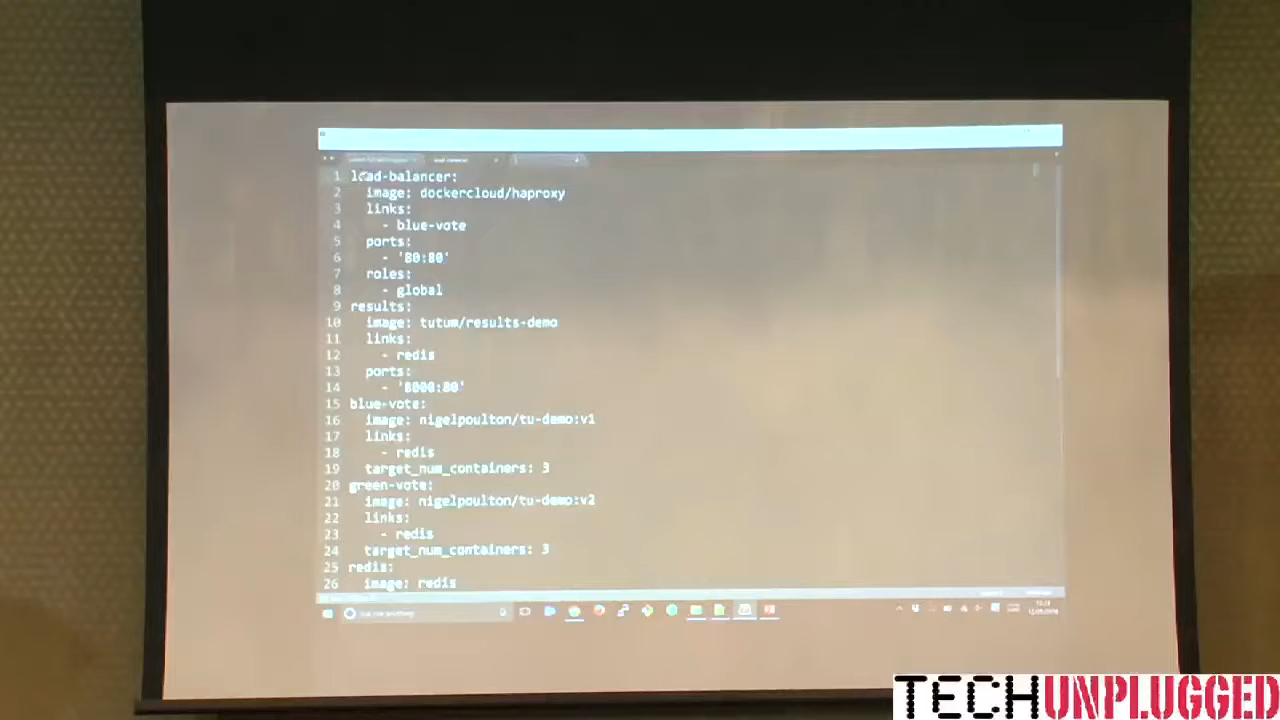 1 load-balancer:
2 image: dockercloud/haproxy
3 links:
4 - blue-vote
5 ports:
6 - '80:80'
7 roles:
8 - global
9 results:
10 image: tutum/results-demo
11 links:
12 - redis
13 ports:
14 - '8000:80'
15 blue-vote:
16 image: nigelpoulton/tu-demo:v1
17 links:
18 - redis
19 target_num_containers: 3
20 green-vote:
21 image: nigelpoulton/tu-demo:v2
22 links:
23 - redis
24 target_num_containers: 3
25 redis:
26 image: redis
TECHUNPLUGGED